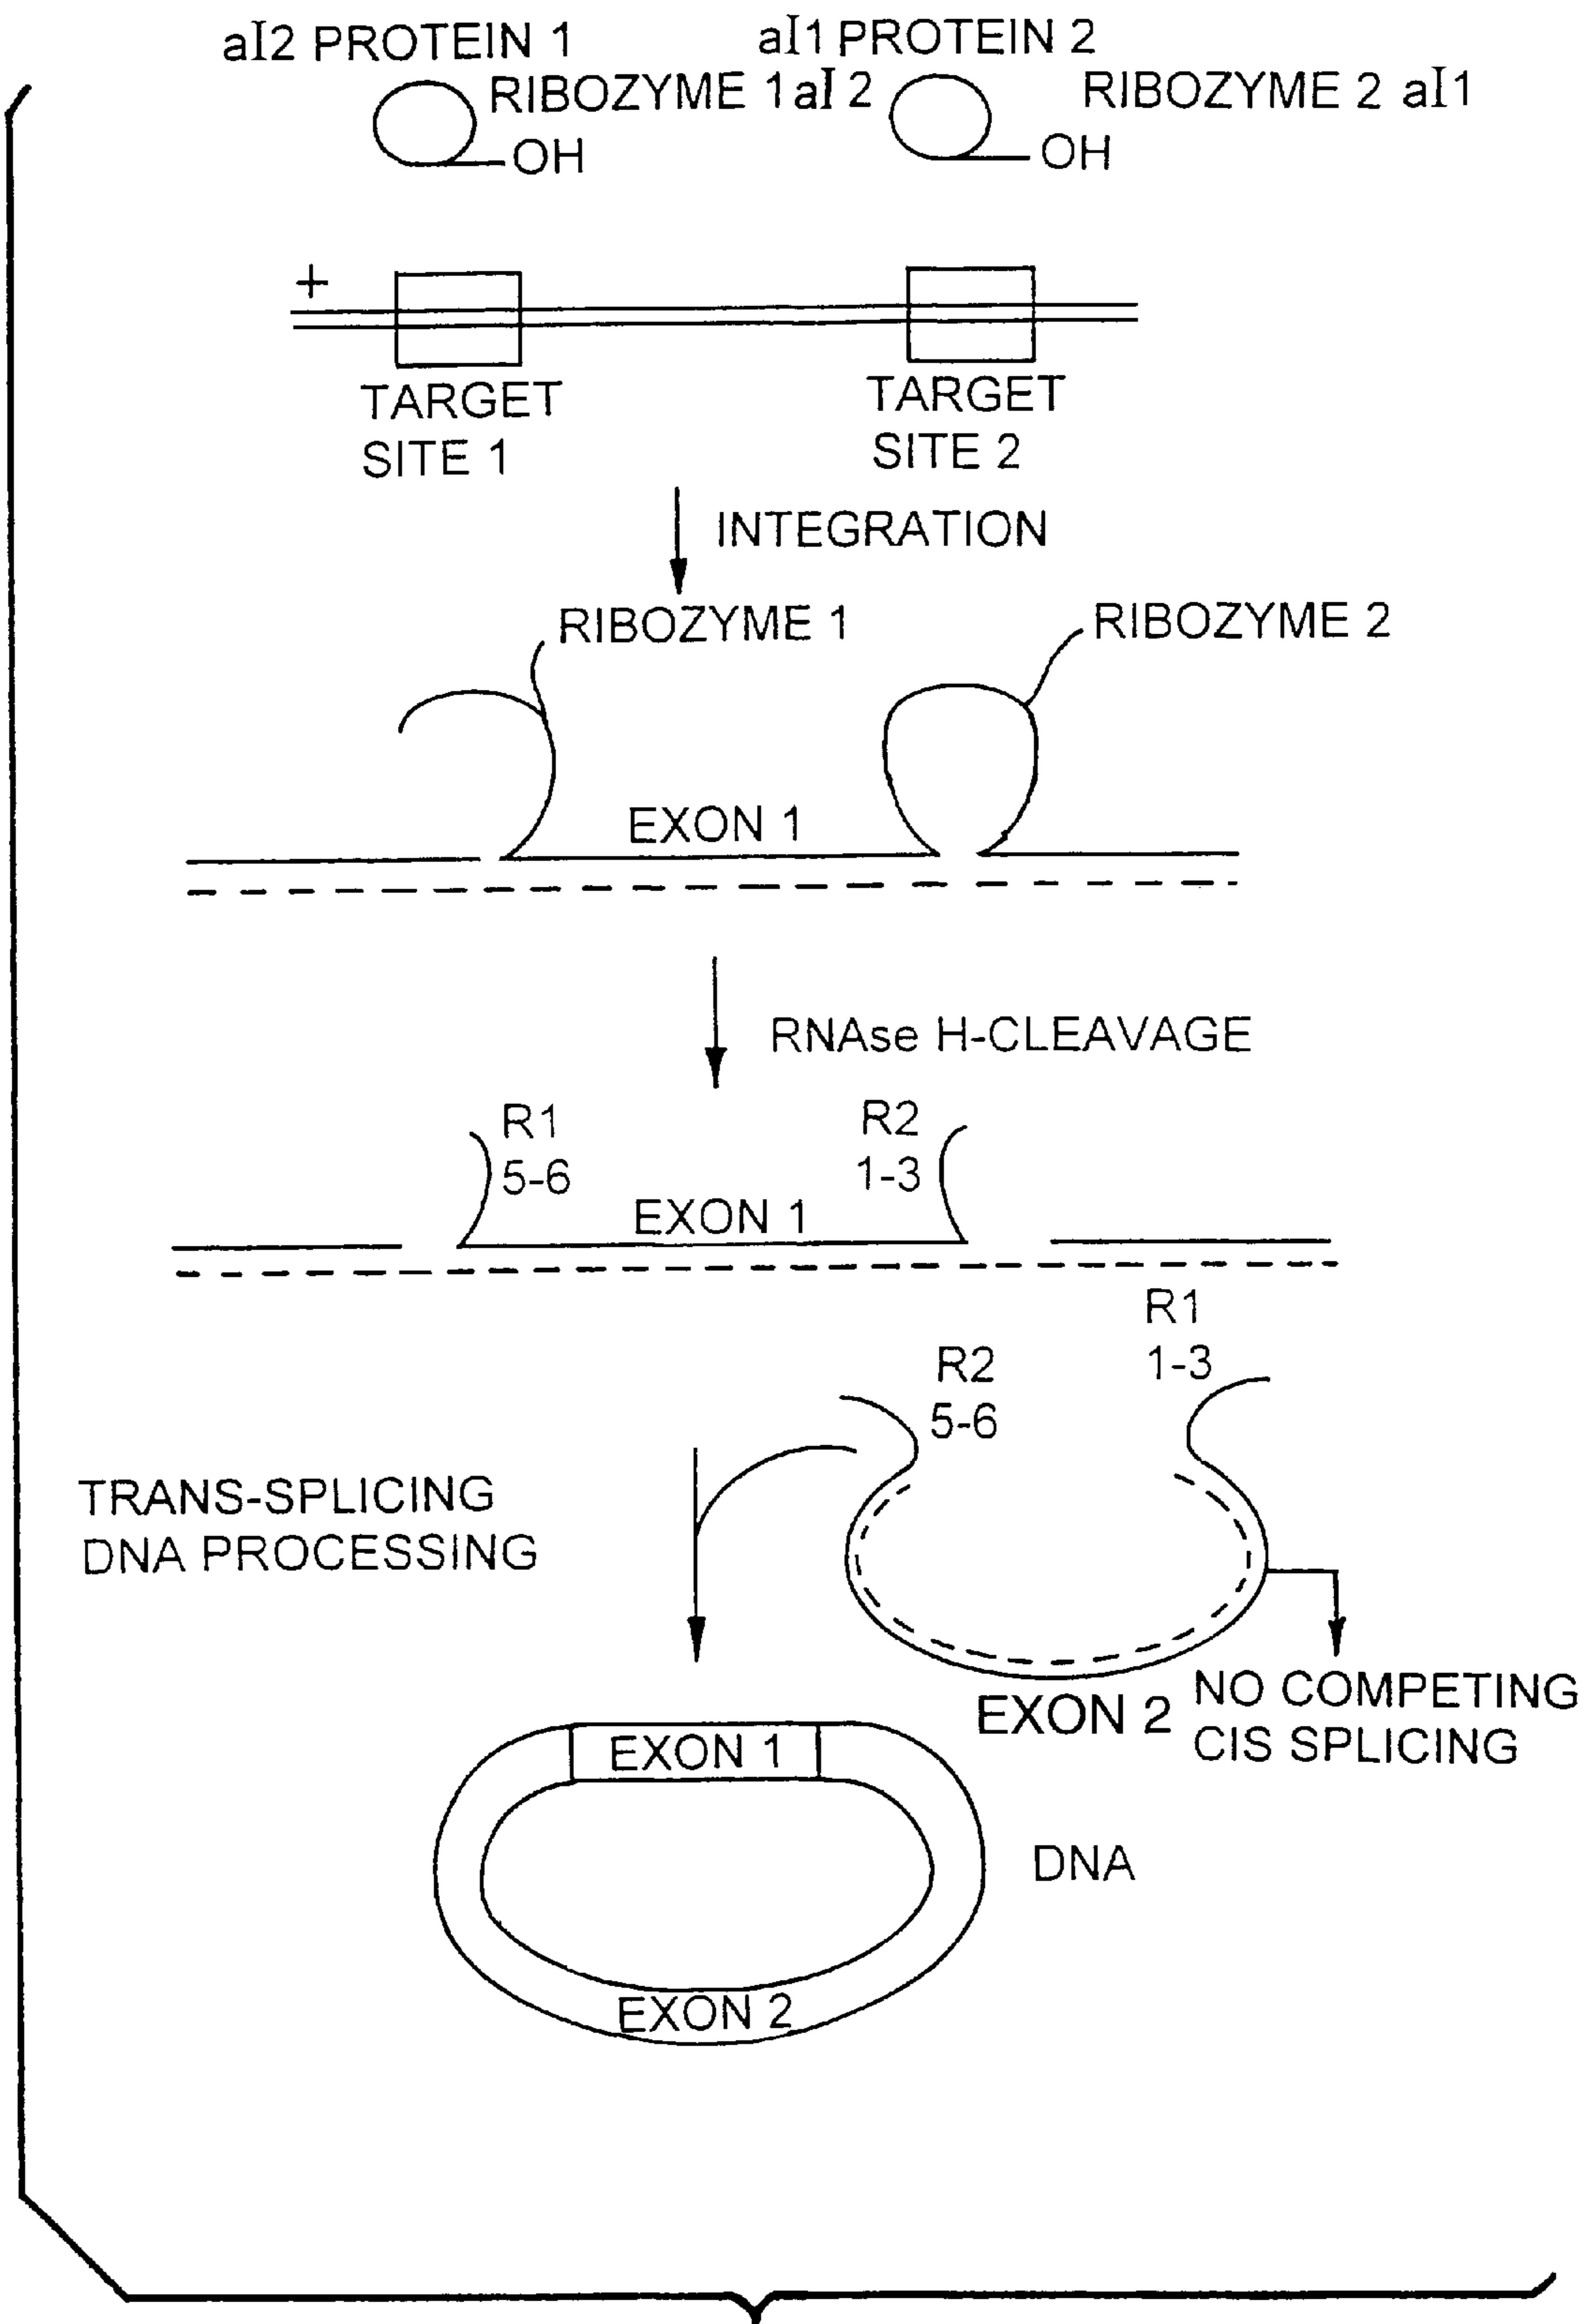 aI2 PROTEIN 1
aI1 PROTEIN 2
RIBOZYME 1 aI 2
RIBOZYME 2 aI1
OH
OH
+
TARGET
SITE 1
TARGET
SITE 2
INTEGRATION
RIBOZYME 1
RIBOZYME 2
EXON 1
RNAse H-CLEAVAGE
R1
5-6
R2
1-3
EXON 1
R1
1-3
R2
5-6
TRANS-SPLICING
DNA PROCESSING
EXON 2
NO COMPETING
CIS SPLICING
EXON 1
DNA
EXON 2